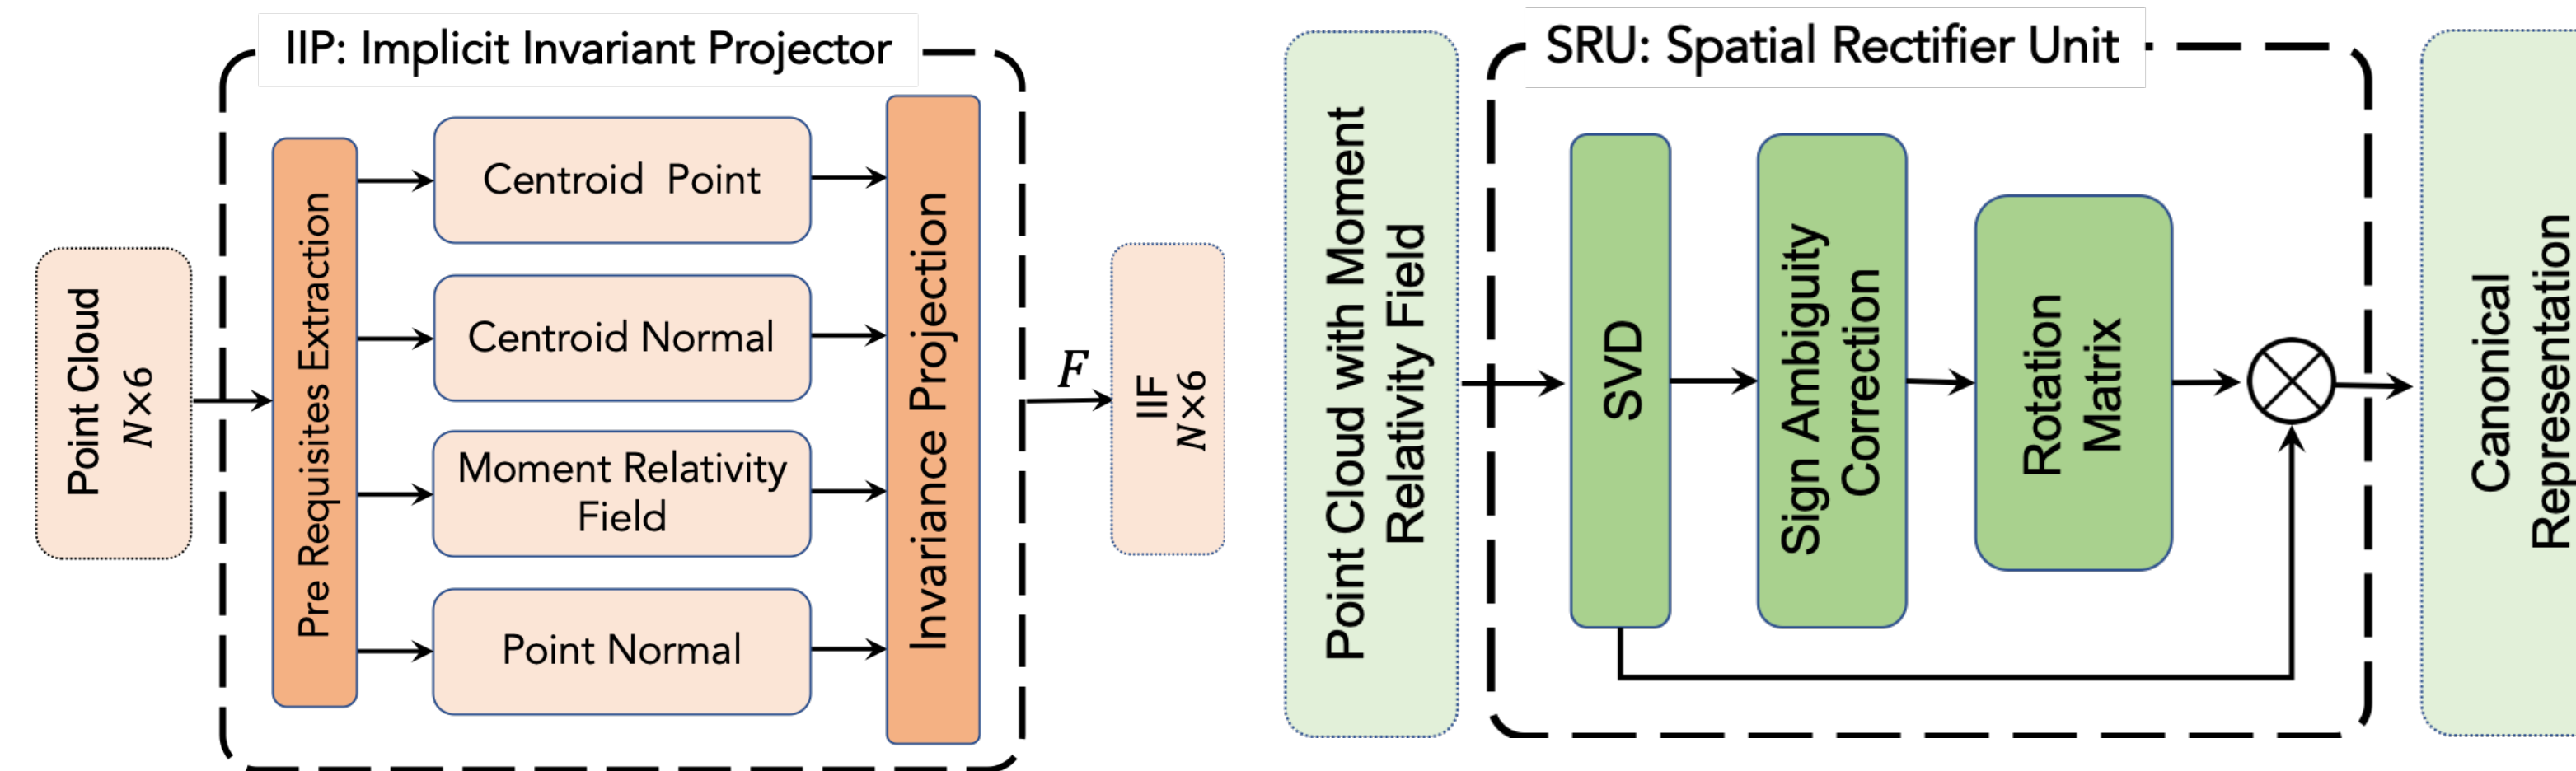 IIP: Implicit Invariant Projector
Point Cloud
N×6
Pre Requisites Extraction
Centroid Point
Centroid Normal
Moment Relativity
Field
Point Normal
Invariance Projection
F
IIF
N×6
SRU: Spatial Rectifier Unit
Point Cloud with Moment
Relativity Field
SVD
Sign Ambiguity
Correction
Rotation
Matrix
Canonical
Representation